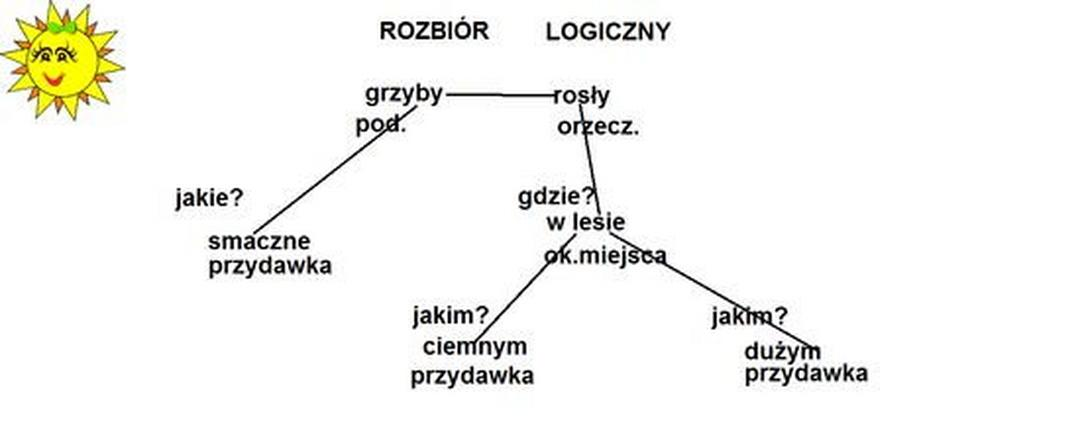 ROZBIÓR LOGICZNY
grzyby rosły
pod. orzecz.
jakie?
smaczne
przydawka
gdzie?
w lesie
ok.miejsca
jakim?
ciemnym
przydawka
jakim?
dużym
przydawka